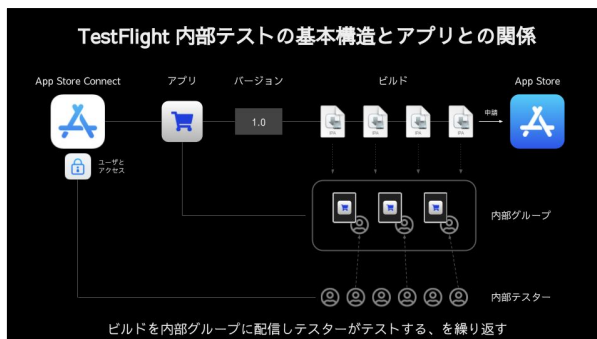 TestFlight 内部テストの基本構造とアプリとの関係
App Store Connect
アプリ
バージョン
ビルド
App Store
1.0
申請
IPA IPA IPA IPA
ユーザと
アクセス
内部グループ
内部テスター
ビルドを内部グループに配信しテスターがテストする、を繰り返す